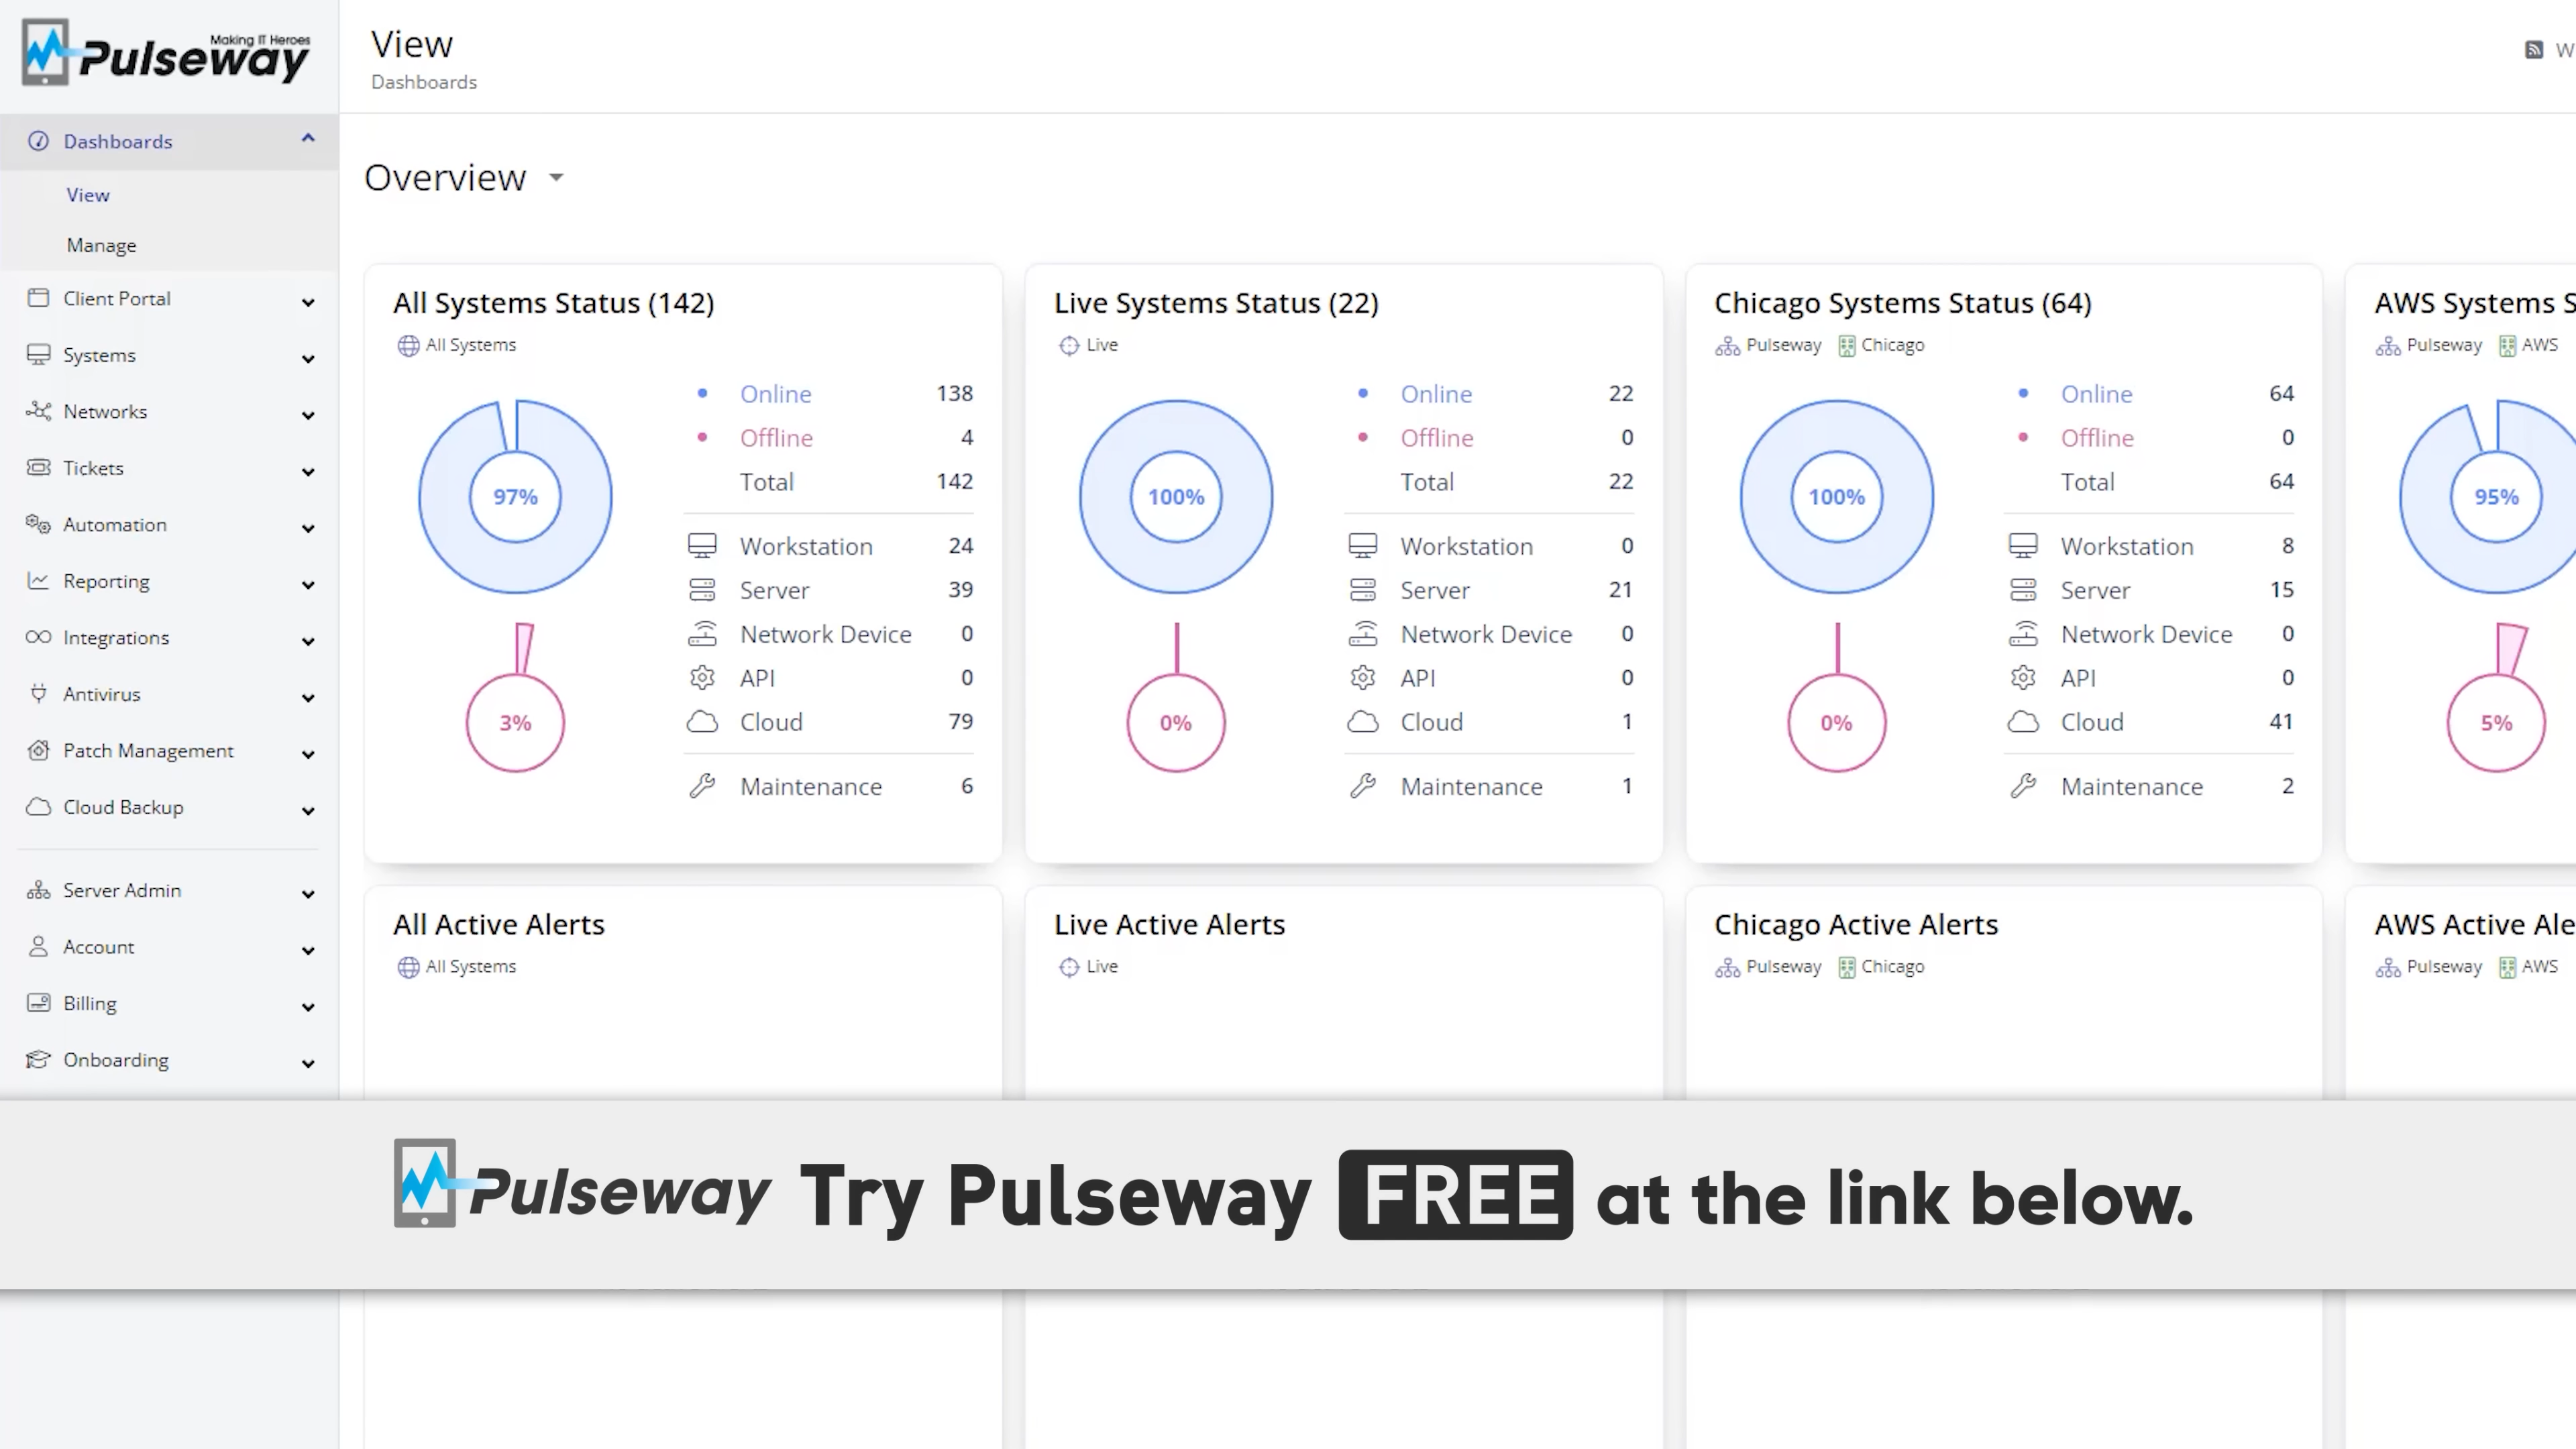 Making IT Heroes
Pulseway
View
Dashboards
W
Dashboards
View
Manage
Client Portal
Systems
Networks
Tickets
Automation
Reporting
Integrations
Antivirus
Patch Management
Cloud Backup
Server Admin
Account
Billing
Onboarding
Overview
All Systems Status (142)
All Systems
97%
3%
Online 138
Offline 4
Total 142
Workstation 24
Server 39
Network Device 0
API 0
Cloud 79
Maintenance 6
Live Systems Status (22)
Live
100%
0%
Online 22
Offline 0
Total 22
Workstation 0
Server 21
Network Device 0
API 0
Cloud 1
Maintenance 1
Chicago Systems Status (64)
Pulseway Chicago
100%
0%
Online 64
Offline 0
Total 64
Workstation 8
Server 15
Network Device 0
API 0
Cloud 41
Maintenance 2
AWS Systems S
Pulseway AWS
95%
5%
All Active Alerts
All Systems
Live Active Alerts
Live
Chicago Active Alerts
Pulseway Chicago
AWS Active Ale
Pulseway AWS
Pulseway Try Pulseway FREE at the link below.